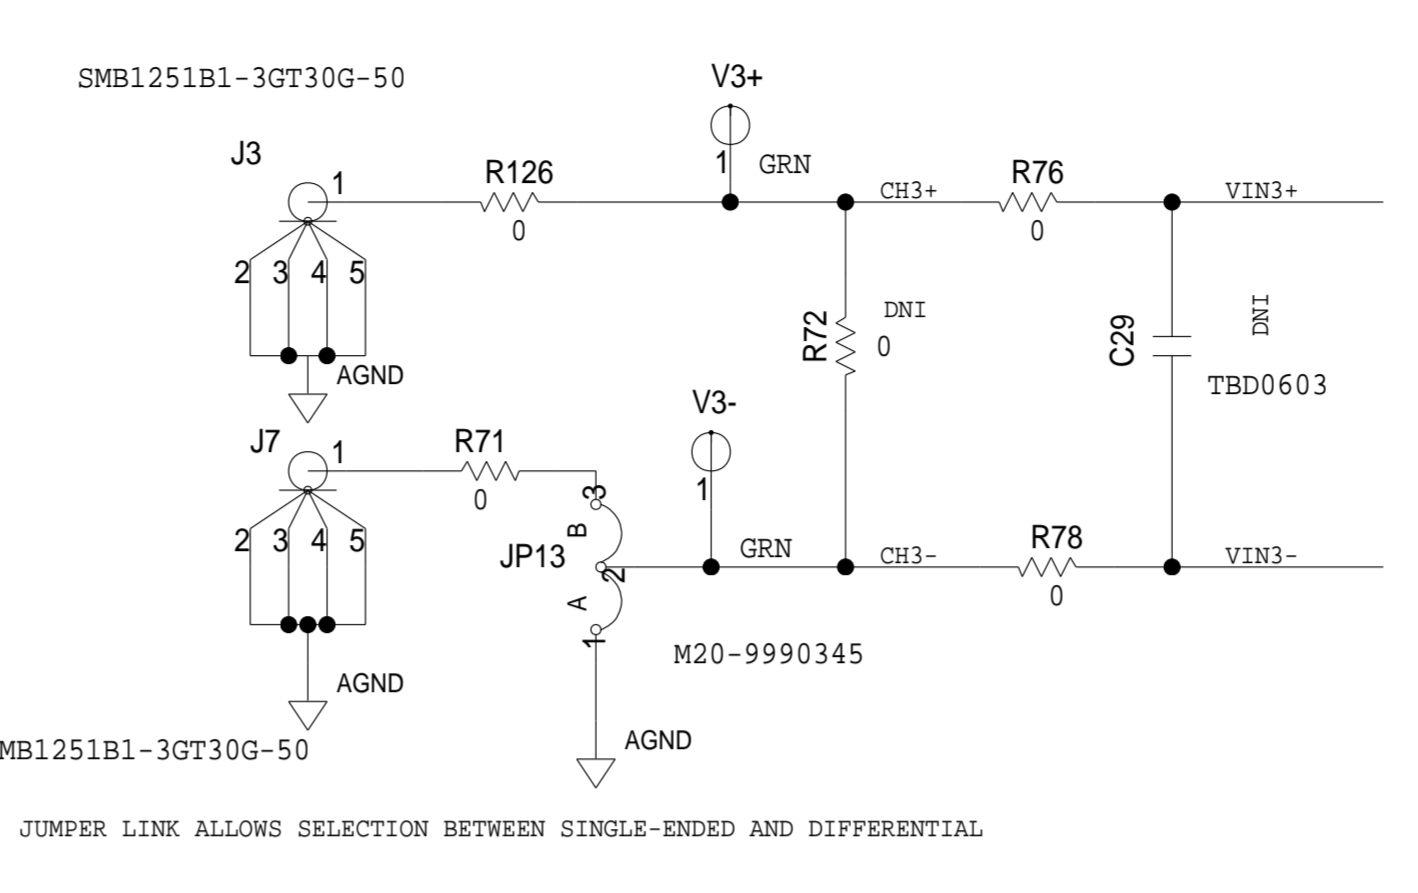 SMB1251B1-3GT30G-50
V3+
J3
1
R126
1
GRN
CH3+
R76
VIN3+
0
0
2
3
4
5
DNI
R72
0
C29
DNI
TBD0603
AGND
V3-
J7
1
R71
0
3
1
B
GRN
CH3-
R78
VIN3-
JP13
2
0
2
3
4
5
A
1
M20-9990345
AGND
AGND
MB1251B1-3GT30G-50
JUMPER LINK ALLOWS SELECTION BETWEEN SINGLE-ENDED AND DIFFERENTIAL